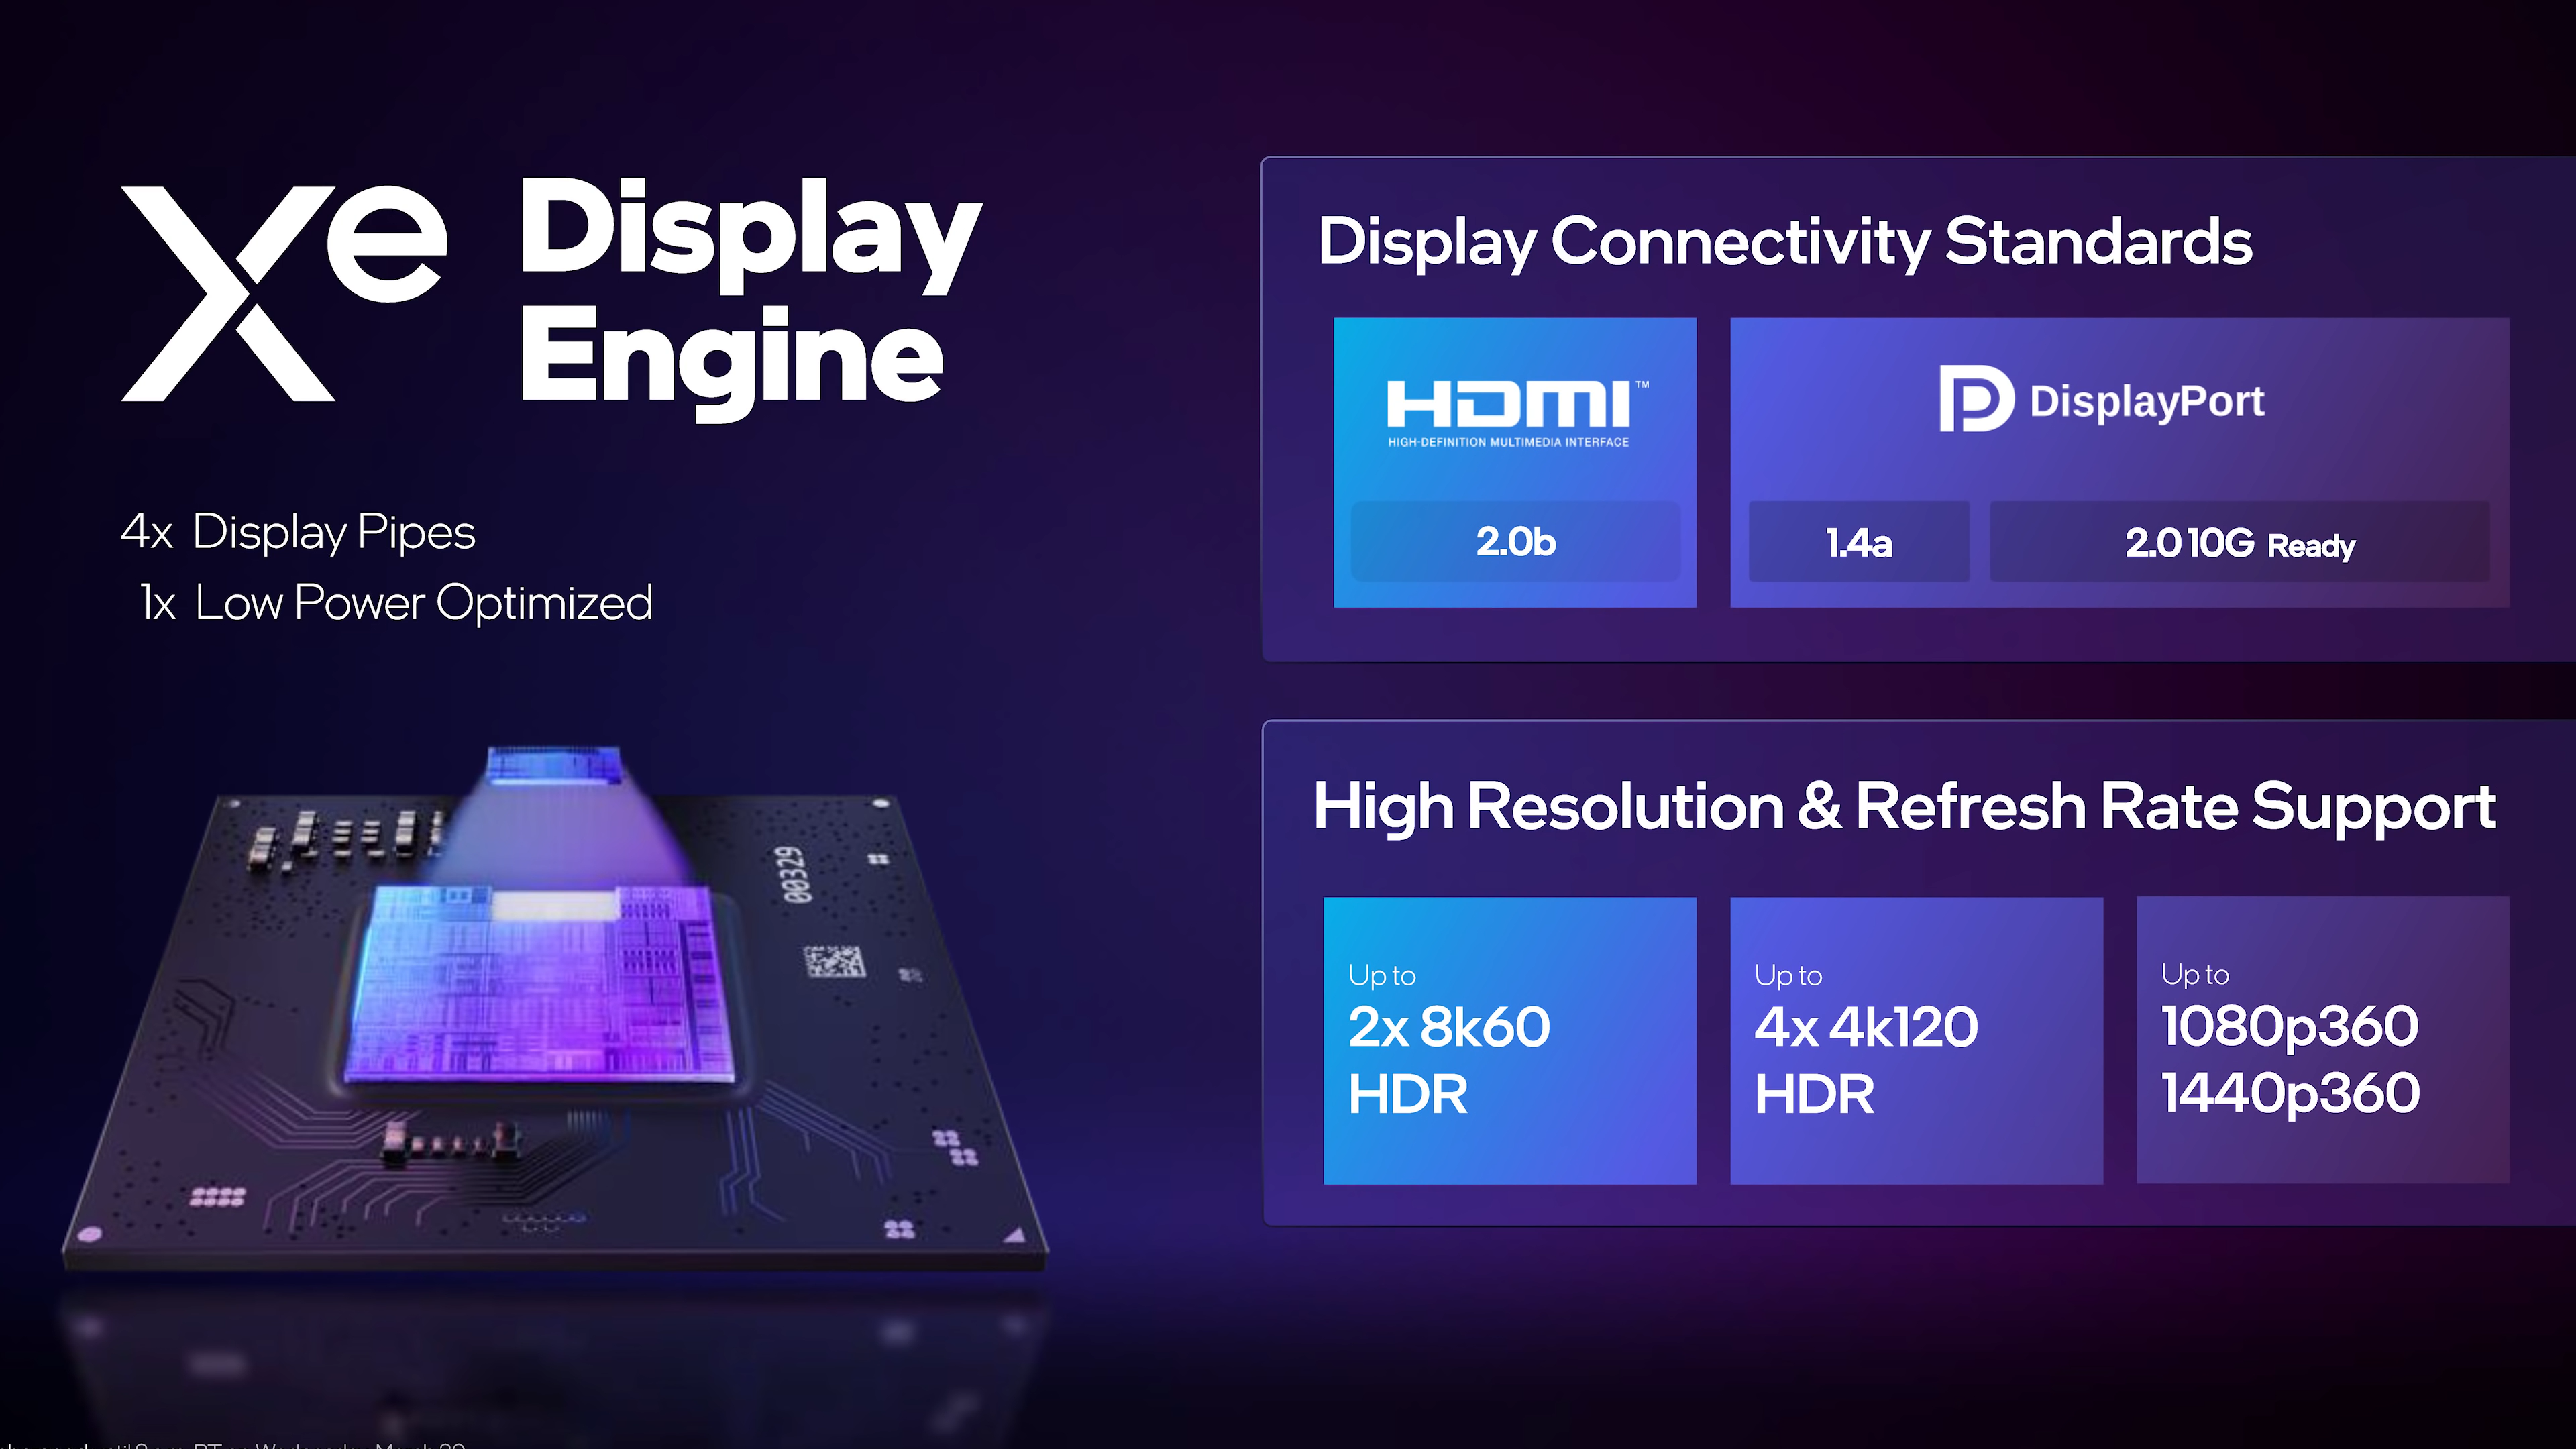 Xe Display
Engine
4x Display Pipes
1x Low Power Optimized
00329
Display Connectivity Standards
HDMI™
HIGH-DEFINITION MULTIMEDIA INTERFACE
2.0b
DisplayPort
1.4a
2.0 10G Ready
High Resolution & Refresh Rate Support
Up to
2x 8k60
HDR
Up to
4x 4k120
HDR
Up to
1080p360
1440p360